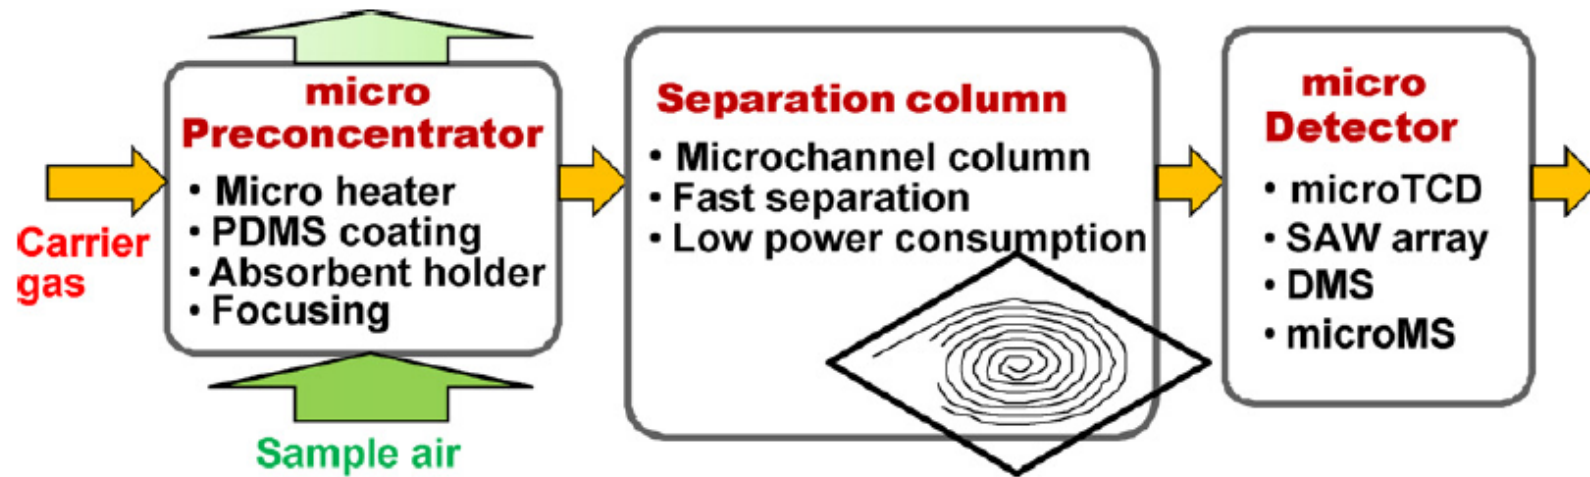 Carrier
gas
micro
Preconcentrator
• Micro heater
• PDMS coating
• Absorbent holder
• Focusing
Sample air
Separation column
• Microchannel column
• Fast separation
• Low power consumption
micro
Detector
• microTCD
• SAW array
• DMS
• microMS